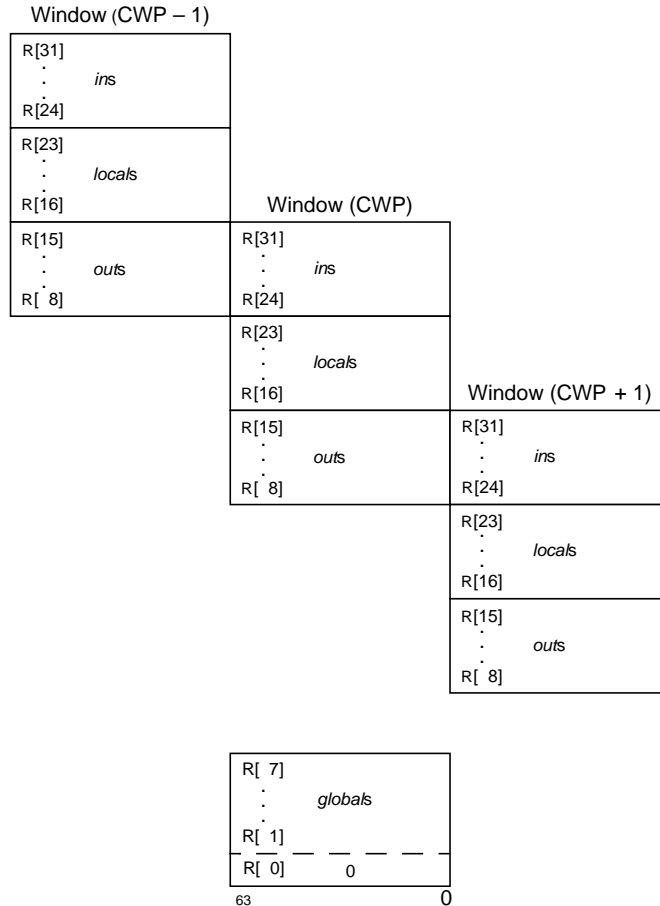 Window (CWP – 1)
R[31]
.
.
.
ins
R[24]
R[23]
.
.
.
locals
R[16]
Window (CWP)
R[15]
.
.
.
outs
R[ 8]
R[31]
.
.
.
ins
R[24]
R[23]
.
.
.
locals
R[16]
Window (CWP + 1)
R[15]
.
.
.
outs
R[ 8]
R[31]
.
.
.
ins
R[24]
R[23]
.
.
.
locals
R[16]
R[15]
.
.
.
outs
R[ 8]
R[ 7]
.
.
.
globals
R[ 1]
R[ 0] 0
63 0